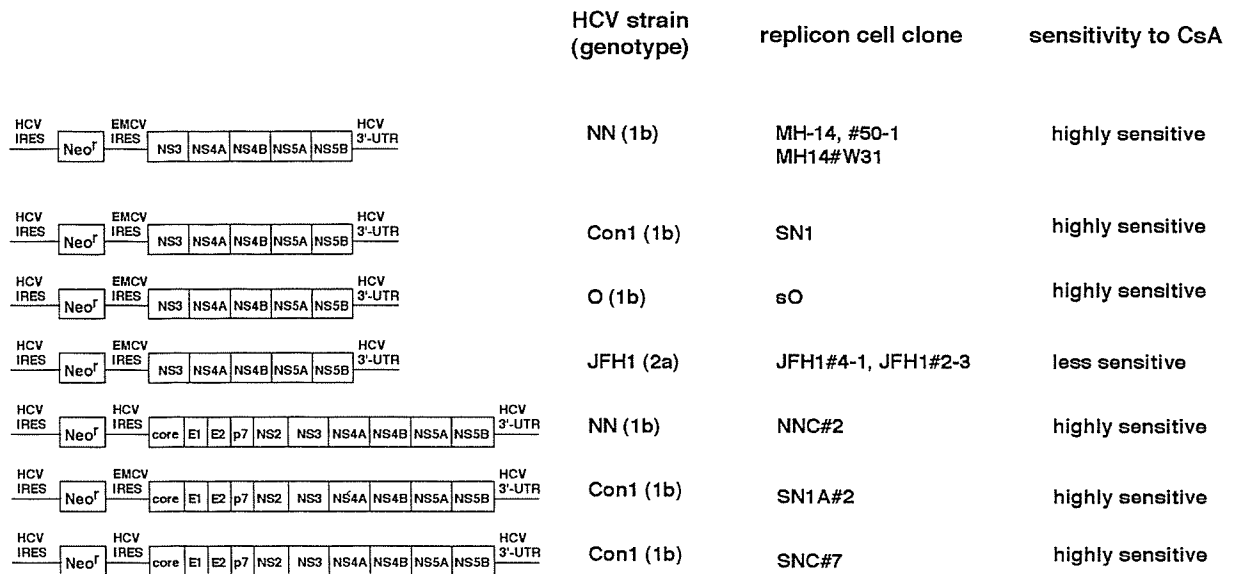 HCV strain (genotype) replicon cell clone sensitivity to CsA
HCV IRES Neor EMCV IRES NS3 NS4A NS4B NS5A NS5B HCV 3'-UTR NN (1b) MH-14, #50-1 MH14#W31 highly sensitive
HCV IRES Neor EMCV IRES NS3 NS4A NS4B NS5A NS5B HCV 3'-UTR Con1 (1b) SN1 highly sensitive
HCV IRES Neor EMCV IRES NS3 NS4A NS4B NS5A NS5B HCV 3'-UTR O (1b) sO highly sensitive
HCV IRES Neor EMCV IRES NS3 NS4A NS4B NS5A NS5B HCV 3'-UTR JFH1 (2a) JFH1#4-1, JFH1#2-3 less sensitive
HCV IRES Neor HCV IRES core E1 E2 p7 NS2 NS3 NS4A NS4B NS5A NS5B HCV 3'-UTR NN (1b) NNC#2 highly sensitive
HCV IRES Neor EMCV IRES core E1 E2 p7 NS2 NS3 NS4A NS4B NS5A NS5B HCV 3'-UTR Con1 (1b) SN1A#2 highly sensitive
HCV IRES Neor HCV IRES core E1 E2 p7 NS2 NS3 NS4A NS4B NS5A NS5B HCV 3'-UTR Con1 (1b) SNC#7 highly sensitive